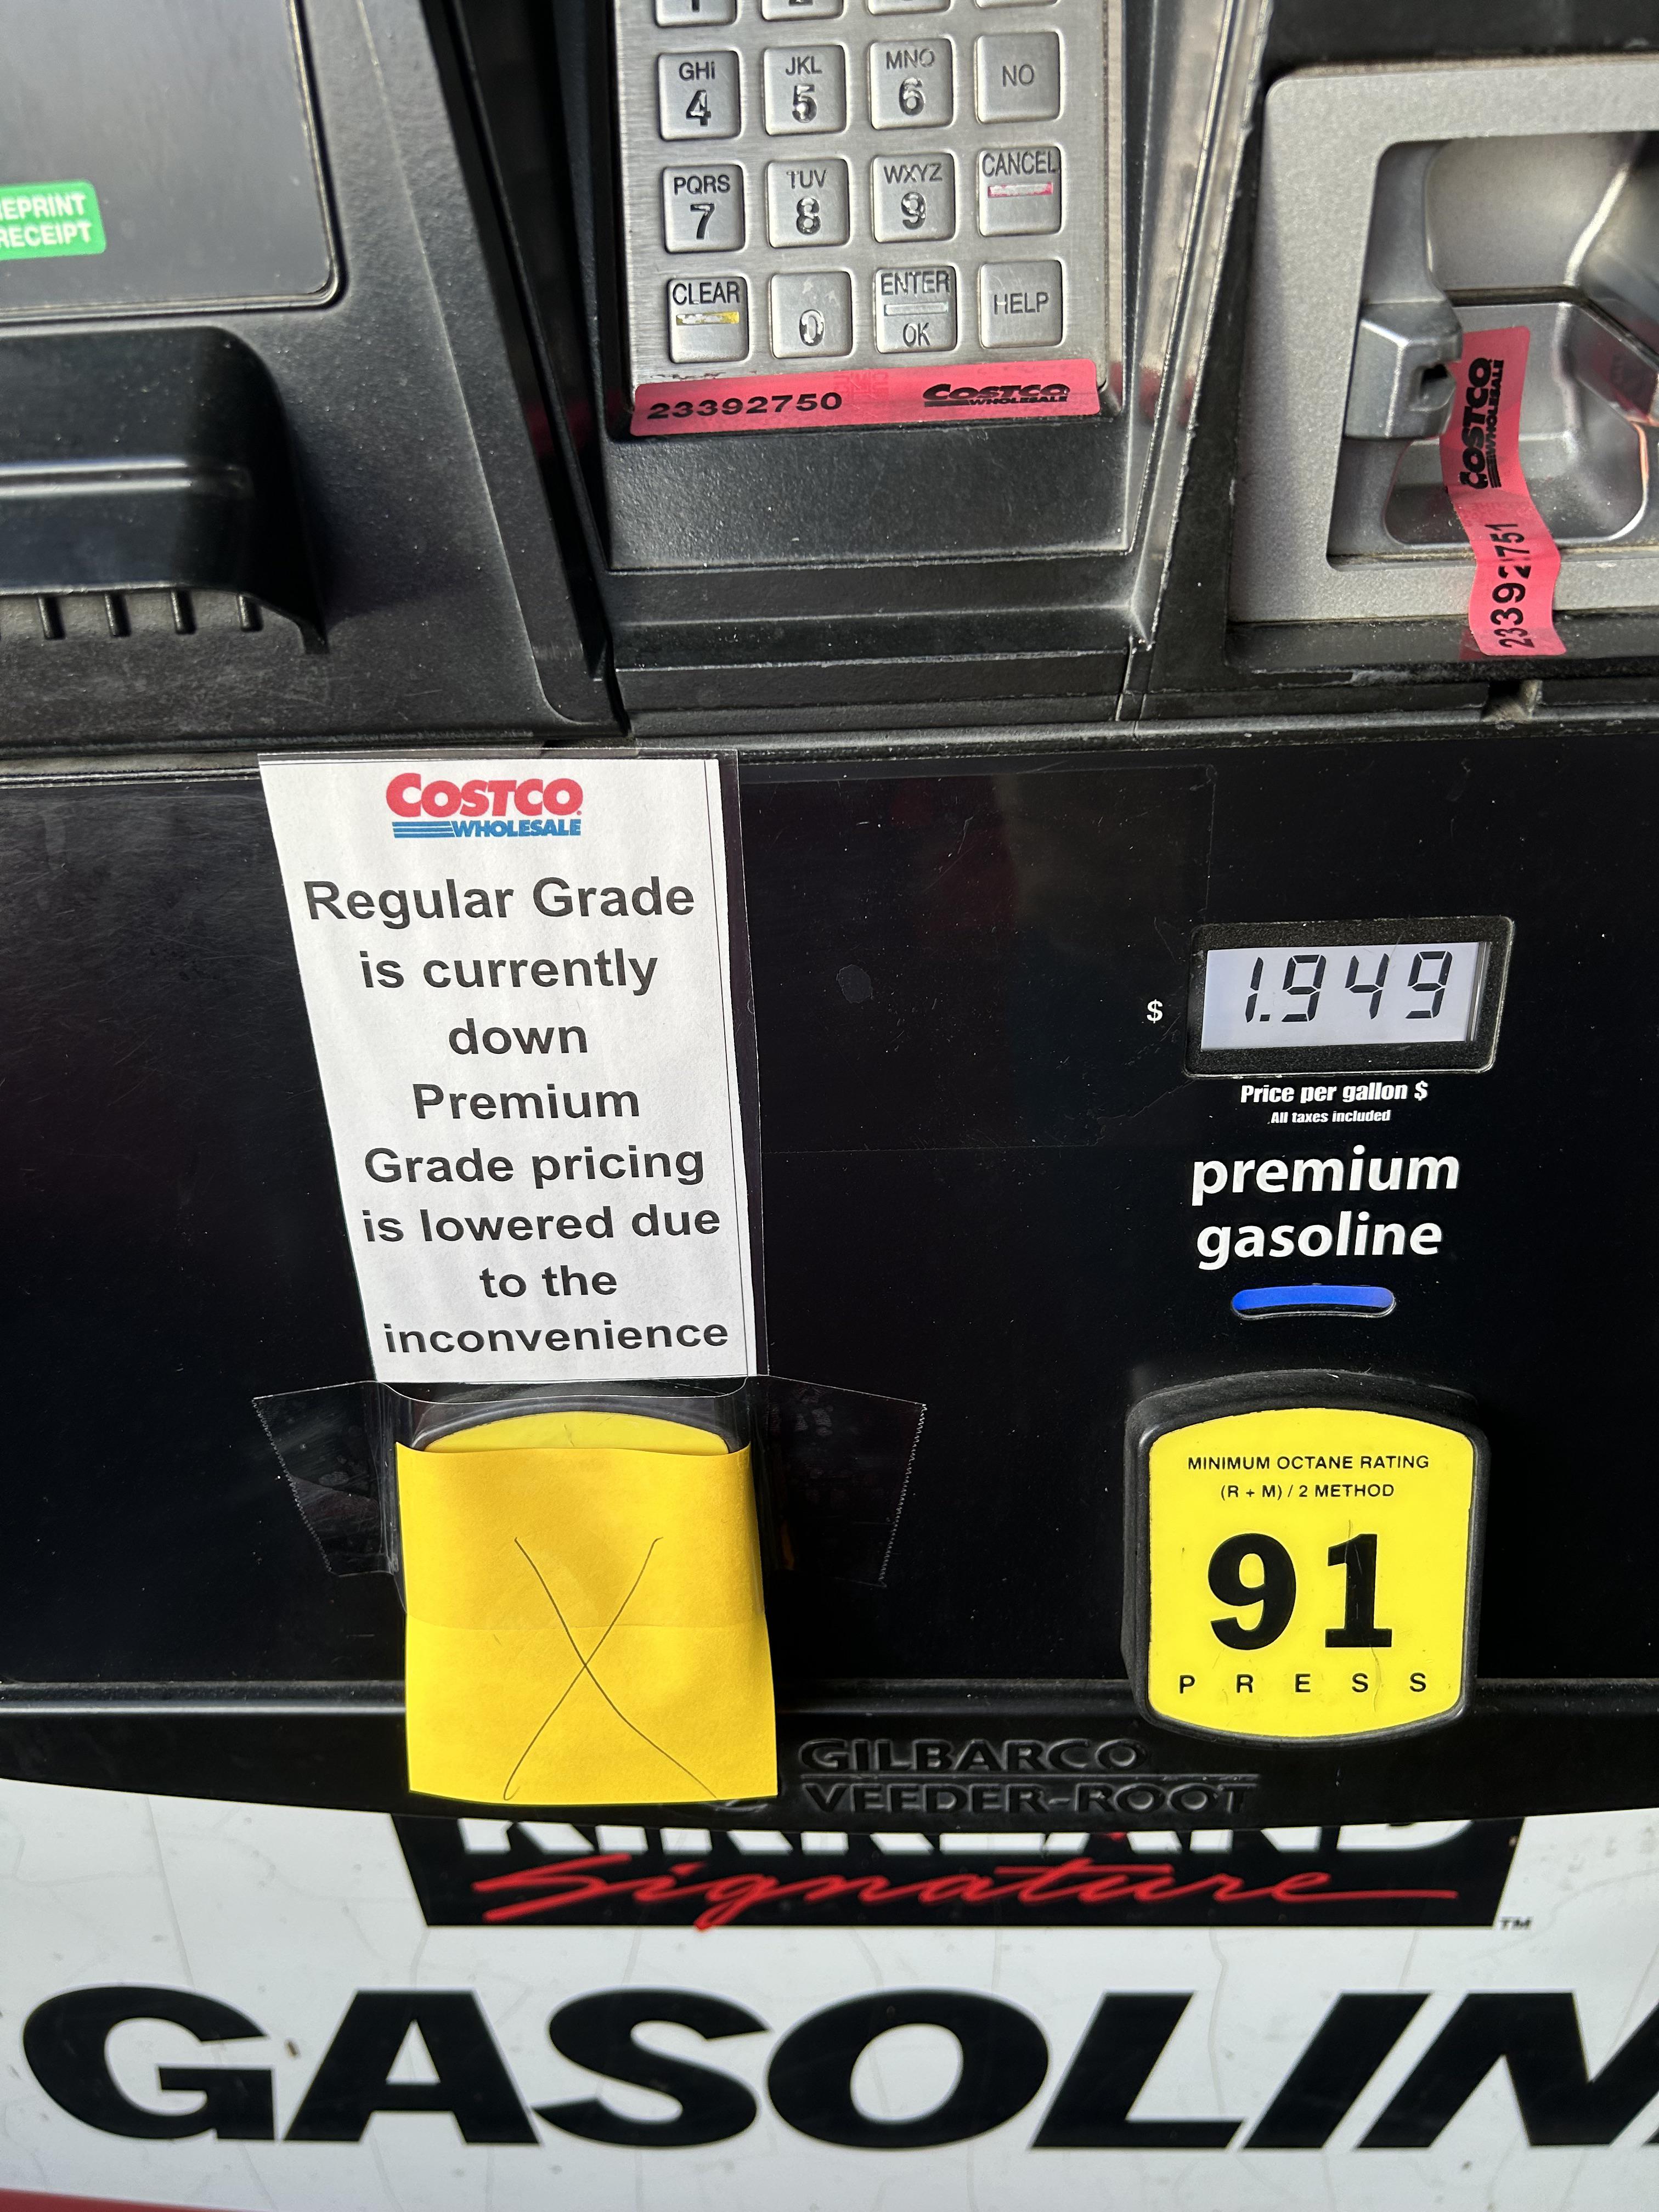 GHI
4
JKL
5
MNO
6
NO
PQRS
7
TUV
8
WXYZ
9
CANCEL
CLEAR
0
ENTER
OK
HELP
RECEIPT
23392750 COSTCO WHOLESALE
COSTCO WHOLESALE
23392751
COSTCO
WHOLESALE
Regular Grade
is currently
down
Premium
Grade pricing
is lowered due
to the
inconvenience
$ 1.949
Price per gallon $
All taxes included
premium
gasoline
MINIMUM OCTANE RATING
(R + M) / 2 METHOD
91
PRESS
X
GILBARCO
VEEDER-ROOT
KIRKLAND
Signature
TM